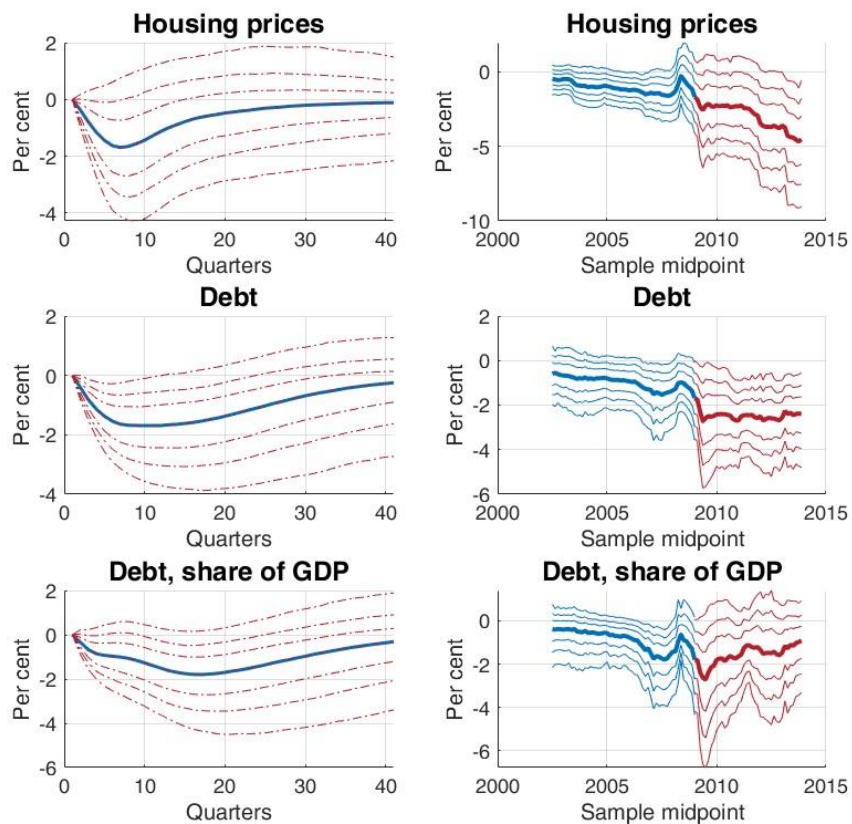 Housing prices
2
0
-2
-4
Per cent
0 10 20 30 40
Quarters
Housing prices
0
-5
-10
Per cent
2000 2005 2010 2015
Sample midpoint
Debt
2
0
-2
-4
Per cent
0 10 20 30 40
Quarters
Debt
2
0
-2
-4
-6
Per cent
2000 2005 2010 2015
Sample midpoint
Debt, share of GDP
2
0
-2
-4
-6
Per cent
0 10 20 30 40
Quarters
Debt, share of GDP
0
-2
-4
-6
Per cent
2000 2005 2010 2015
Sample midpoint